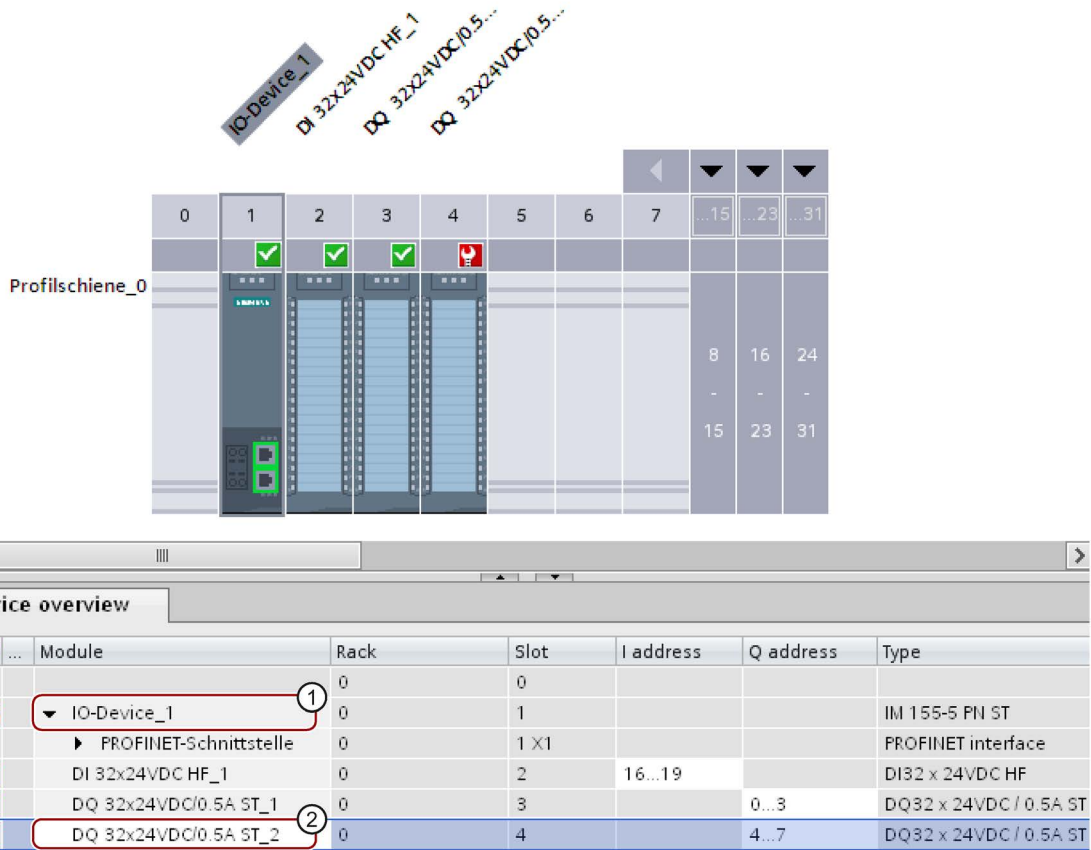 IO-Device_1
DI 32x24VDC HF_1
DQ 32x24VDC/0.5...
DQ 32x24VDC/0.5...
0 1 2 3 4 5 6 7 ...15 ...23 ...31
Profilschiene_0
SIEMENS
8 16 24
- - -
15 23 31
ice overview
... Module Rack Slot I address Q address Type
0 0
1
IO-Device_1 0 1 IM 155-5 PN ST
PROFINET-Schnittstelle 0 1 X1 PROFINET interface
DI 32x24VDC HF_1 0 2 16...19 DI32 x 24VDC HF
DQ 32x24VDC/0.5A ST_1 0 3 0...3 DQ32 x 24VDC / 0.5A ST
2
DQ 32x24VDC/0.5A ST_2 0 4 4...7 DQ32 x 24VDC / 0.5A ST